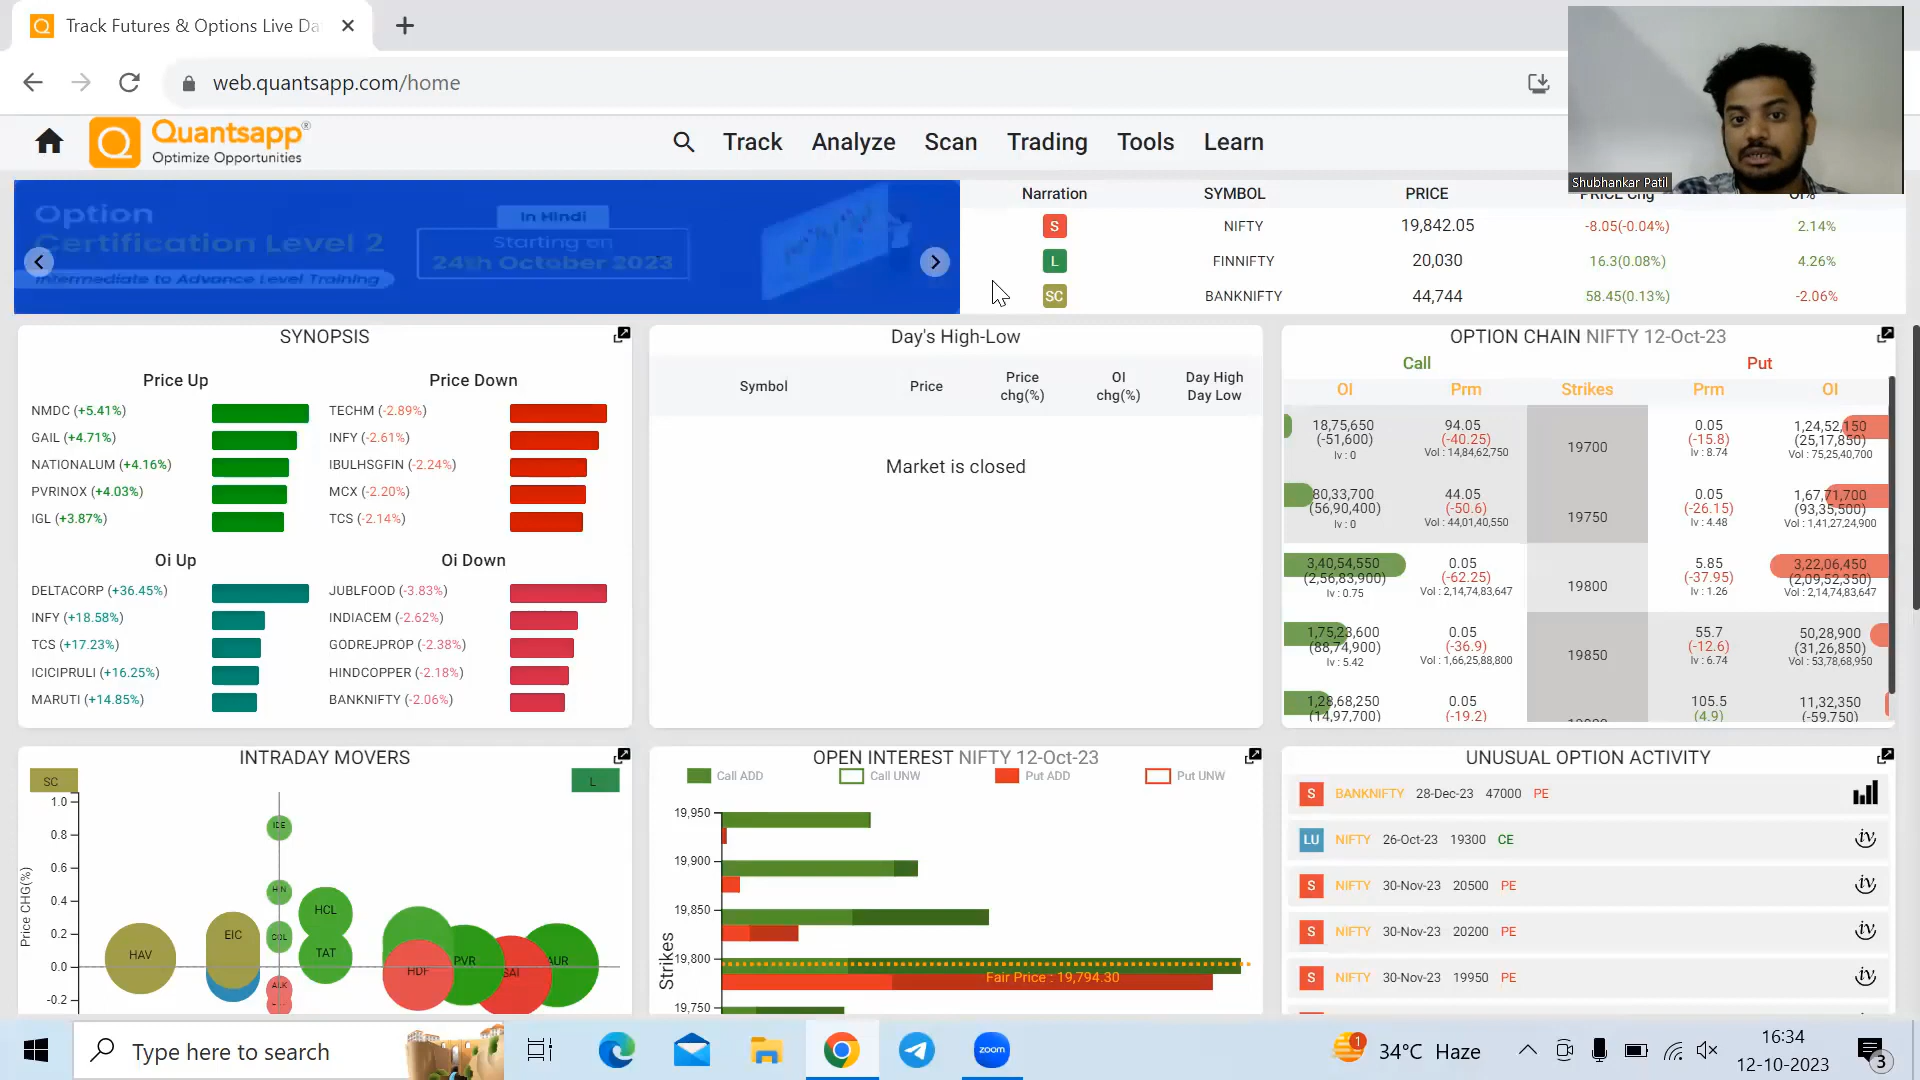 Track Futures & Options Live Da
web.quantsapp.com/home
Quantsapp®
Optimize Opportunities
Track Analyze Scan Trading Tools Learn
Shubhankar Patil
Option
Certification Level 2
Intermediate to Advance Level Training
In Hindi
Starting on
24th October 2023
Narration SYMBOL PRICE PRICE Chg OI%
S NIFTY 19,842.05 -8.05(-0.04%) 2.14%
L FINNIFTY 20,030 16.3(0.08%) 4.26%
SC BANKNIFTY 44,744 58.45(0.13%) -2.06%
SYNOPSIS
Price Up Price Down
NMDC (+5.41%) TECHM (-2.89%)
GAIL (+4.71%) INFY (-2.61%)
NATIONALUM (+4.16%) IBULHSGFIN (-2.24%)
PVRINOX (+4.03%) MCX (-2.20%)
IGL (+3.87%) TCS (-2.14%)
Oi Up Oi Down
DELTACORP (+36.45%) JUBLFOOD (-3.83%)
INFY (+18.58%) INDIACEM (-2.62%)
TCS (+17.23%) GODREJPROP (-2.38%)
ICICIPRULI (+16.25%) HINDCOPPER (-2.18%)
MARUTI (+14.85%) BANKNIFTY (-2.06%)
Day's High-Low
Symbol Price Price chg(%) OI chg(%) Day High Day Low
Market is closed
OPTION CHAIN NIFTY 12-Oct-23
Call Put
OI Prm Strikes Prm OI
18,75,650 94.05 0.05 1,24,52,150
(-51,600) (-40.25) 19700 (-15.8) (25,17,850)
Iv : 0 Vol : 14,84,62,750 Iv : 8.74 Vol : 75,25,40,700
80,33,700 44.05 0.05 1,67,71,700
(56,90,400) (-50.6) 19750 (-26.15) (93,35,500)
Iv : 0 Vol : 44,01,40,550 Iv : 4.48 Vol : 1,41,27,24,900
3,40,54,550 0.05 5.85 3,22,06,450
(2,56,83,900) (-62.25) 19800 (-37.95) (2,09,52,350)
Iv : 0.75 Vol : 2,14,74,83,647 Iv : 1.26 Vol : 2,14,74,83,647
1,75,23,600 0.05 55.7 50,28,900
(88,74,900) (-36.9) 19850 (-12.6) (31,26,850)
Iv : 5.42 Vol : 1,66,25,88,800 Iv : 6.74 Vol : 53,78,68,950
1,28,68,250 0.05 105.5 11,32,350
(14,97,700) (-19.2) (4.9) (-59,750)
INTRADAY MOVERS
SC L
Price CHG(%)
1.0
0.8
0.6
0.4
0.2
0.0
-0.2
HAV EIC HCL TAT HDF PVR SAI AUR
OPEN INTEREST NIFTY 12-Oct-23
Call ADD Call UNW Put ADD Put UNW
Strikes
19,950
19,900
19,850
19,800
Fair Price : 19,794.30
19,750
UNUSUAL OPTION ACTIVITY
S BANKNIFTY 28-Dec-23 47000 PE
LU NIFTY 26-Oct-23 19300 CE iv
S NIFTY 30-Nov-23 20500 PE iv
S NIFTY 30-Nov-23 20200 PE iv
S NIFTY 30-Nov-23 19950 PE iv
Type here to search
zoom
1
34°C Haze
16:34
12-10-2023
3